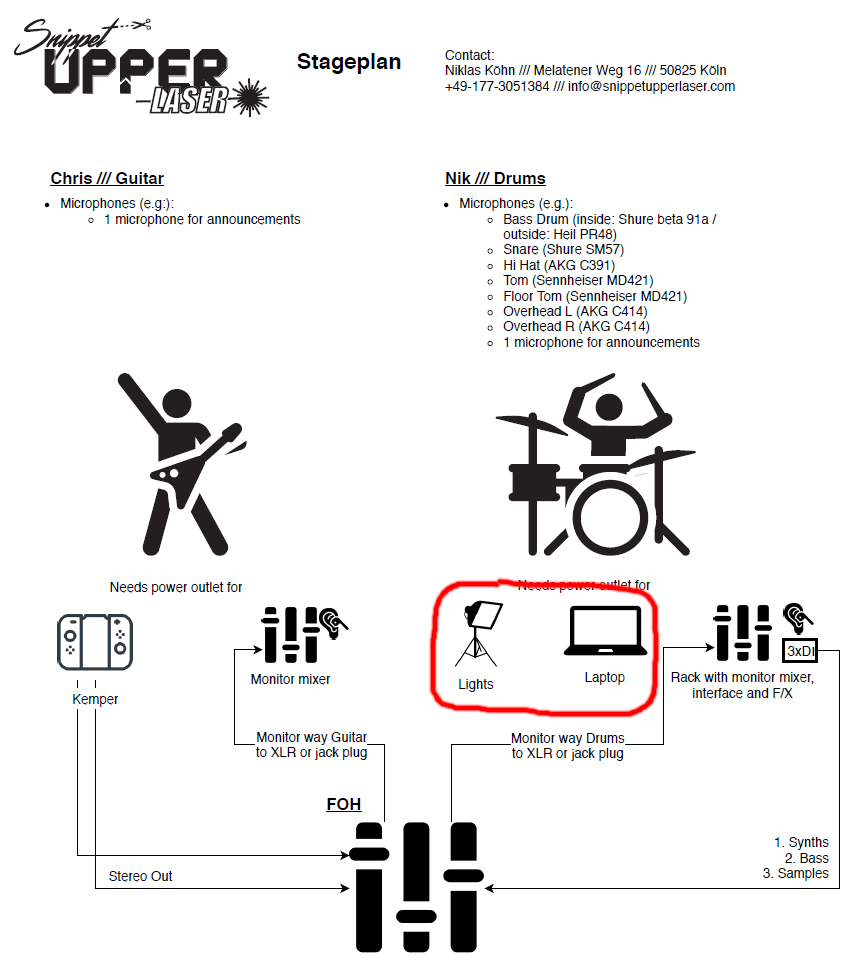 Snippet
UPPER
LASER
Stageplan
Contact:
Niklas Köhn /// Melatener Weg 16 /// 50825 Köln
+49-177-3051384 /// info@snippetupperlaser.com
Chris /// Guitar
Microphones (e.g:):
1 microphone for announcements
Nik /// Drums
Microphones (e.g.):
Bass Drum (inside: Shure beta 91a /
outside: Heil PR48)
Snare (Shure SM57)
Hi Hat (AKG C391)
Tom (Sennheiser MD421)
Floor Tom (Sennheiser MD421)
Overhead L (AKG C414)
Overhead R (AKG C414)
1 microphone for announcements
Needs power outlet for
Kemper
Monitor mixer
Needs power outlet for
Lights
Laptop
3xDI
Rack with monitor mixer,
interface and F/X
Monitor way Guitar
to XLR or jack plug
Monitor way Drums
to XLR or jack plug
FOH
Stereo Out
1. Synths
2. Bass
3. Samples